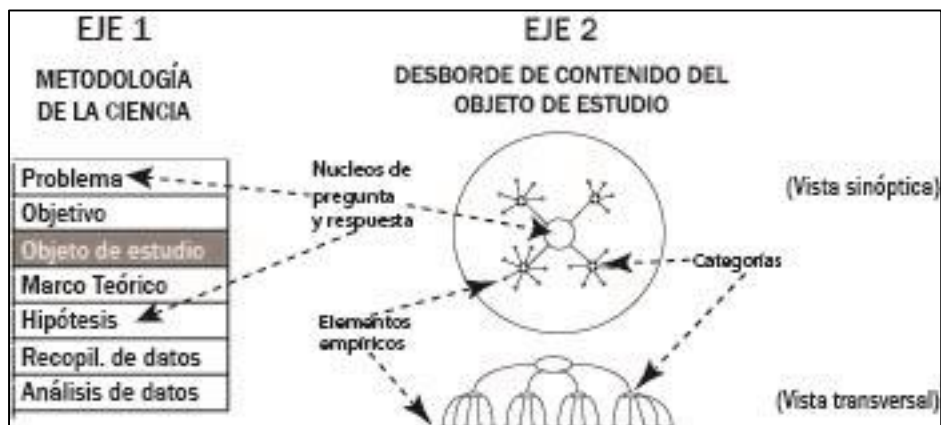 EJE 1
METODOLOGÍA
DE LA CIENCIA
Problema
Objetivo
Objeto de estudio
Marco Teórico
Hipótesis
Recopil. de datos
Análisis de datos
EJE 2
DESBORDE DE CONTENIDO DEL
OBJETO DE ESTUDIO
Nucleos de
pregunta
y respuesta
(Vista sinóptica)
Categorías
Elementos
empíricos
(Vista transversal)